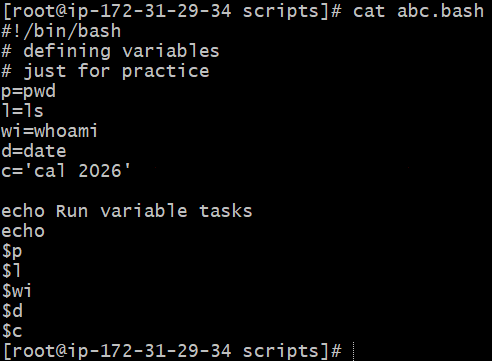 [root@ip-172-31-29-34 scripts]# cat abc.bash
#!/bin/bash
# defining variables
# just for practice
p=pwd
l=ls
wi=whoami
d=date
c='cal 2026'

echo Run variable tasks
echo
$p
$l
$wi
$d
$c
[root@ip-172-31-29-34 scripts]#